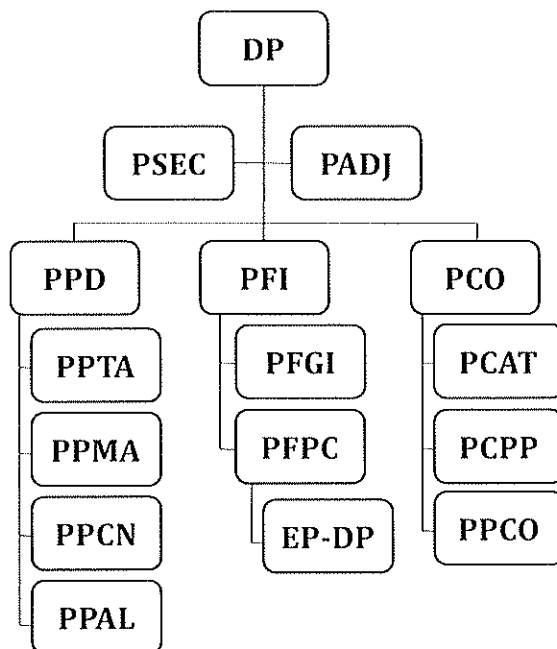 DP
PSEC
PADJ
PPD
PFI
PCO
PPTA
PFGI
PCAT
PPMA
PFPC
PCPP
PPCN
EP-DP
PPCO
PPAL